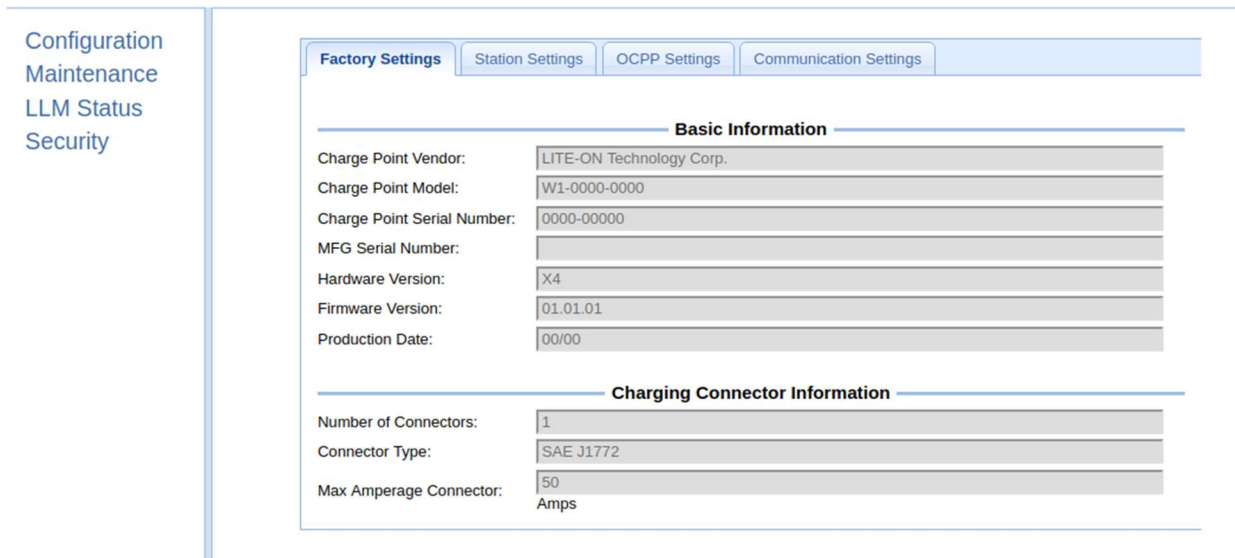 Configuration
Maintenance
LLM Status
Security
Factory Settings Station Settings OCPP Settings Communication Settings
Basic Information
Charge Point Vendor: LITE-ON Technology Corp.
Charge Point Model: W1-0000-0000
Charge Point Serial Number: 0000-00000
MFG Serial Number:
Hardware Version: X4
Firmware Version: 01.01.01
Production Date: 00/00
Charging Connector Information
Number of Connectors: 1
Connector Type: SAE J1772
Max Amperage Connector: 50
Amps